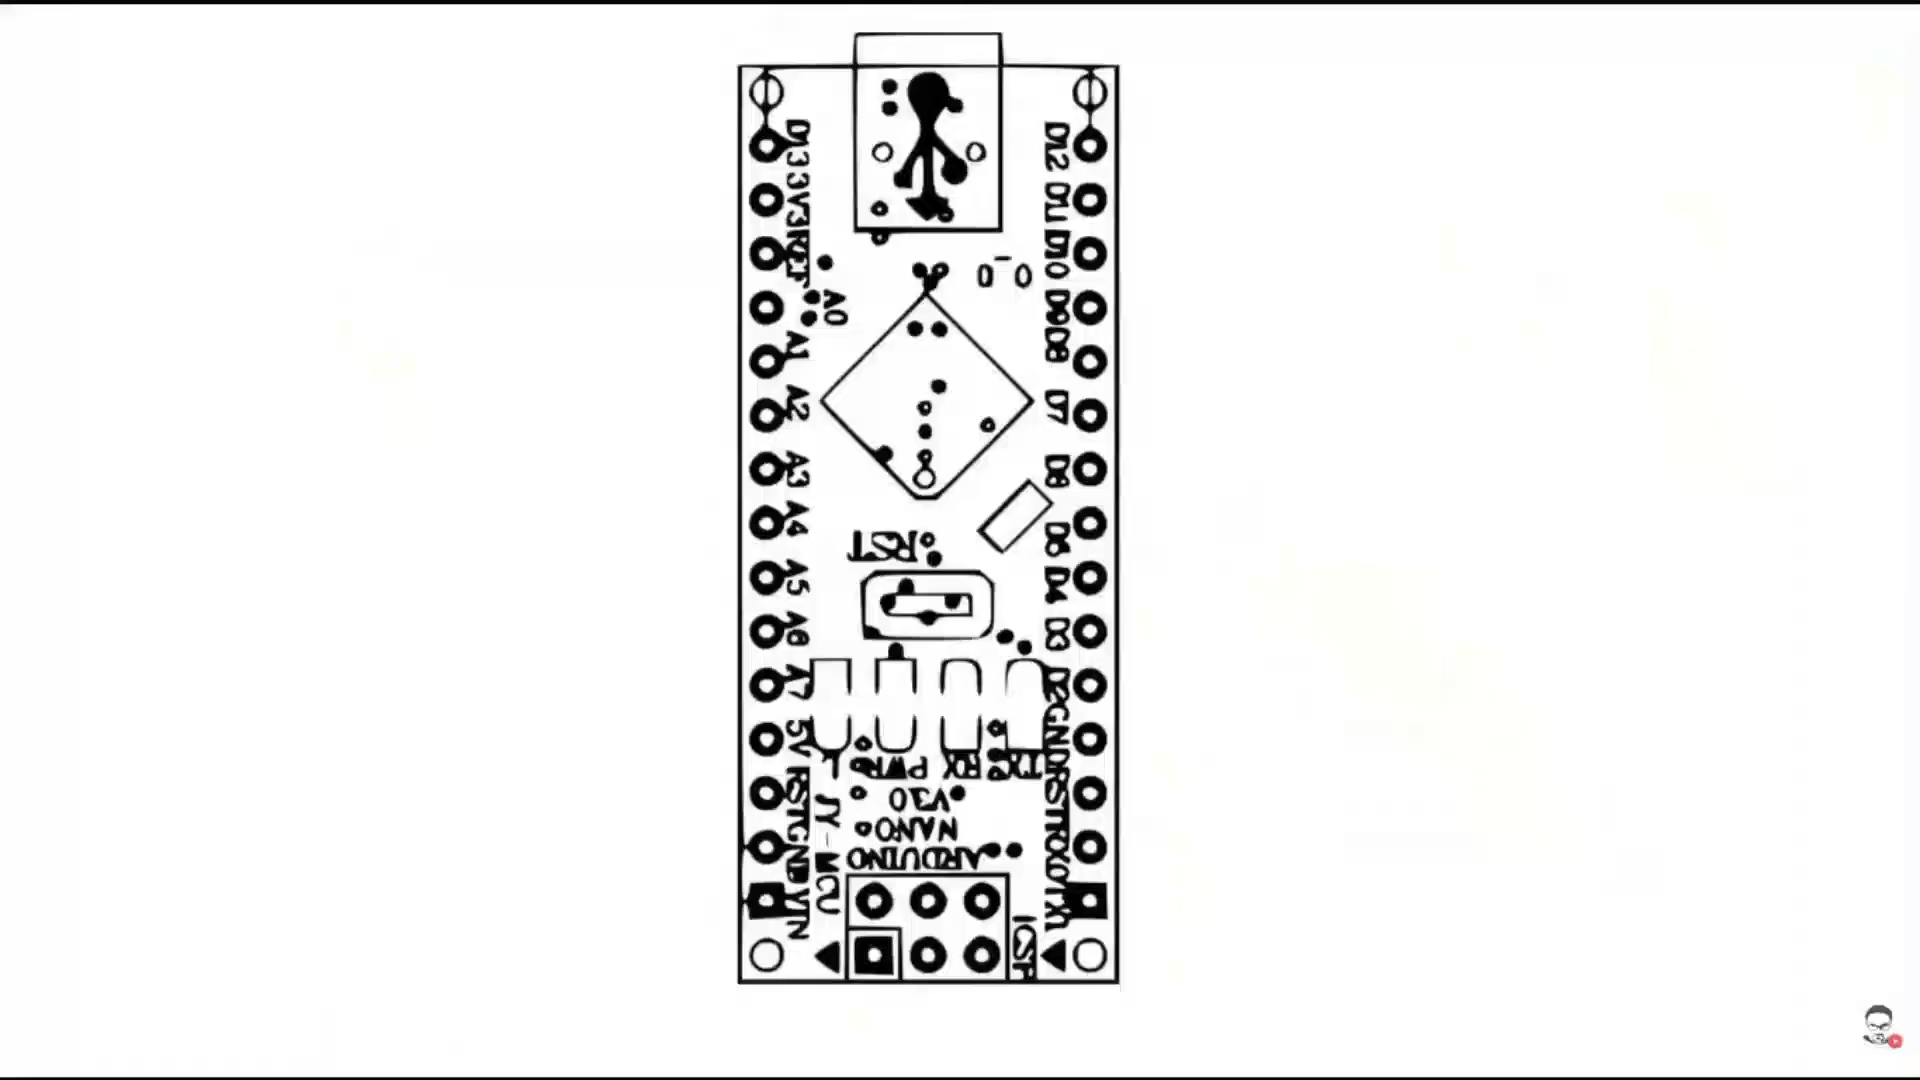 D13
3V3
REF
A0
A1
A2
A3
A4
A5
A6
A7
5V
RST
GND
VIN
D12
D11
D10
D9
D8
D7
D6
D4
D3
D2
GND
RST
RX0
TX1
RST
L
PWR
RX
TX
V3.0
NANO
ARDUINO
JY-MCU
ICSP